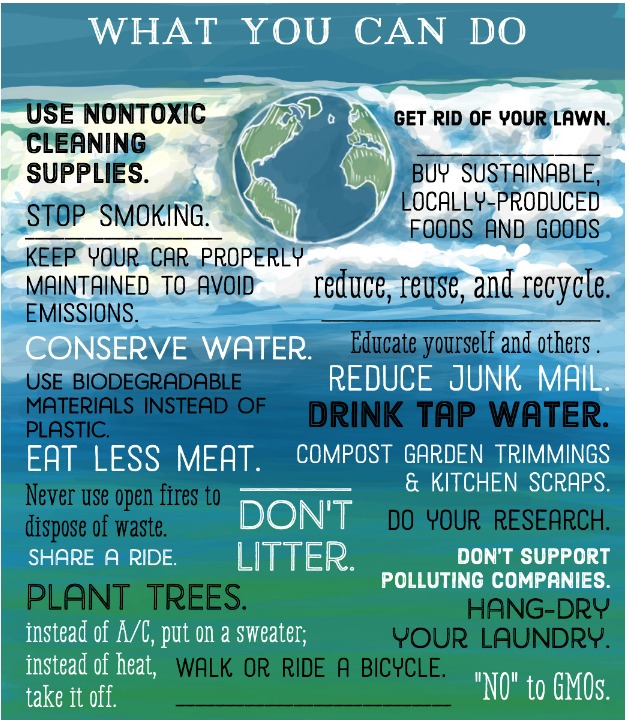 WHAT YOU CAN DO
USE NONTOXIC
CLEANING
SUPPLIES.
STOP SMOKING.
KEEP YOUR CAR PROPERLY
MAINTAINED TO AVOID
EMISSIONS.
CONSERVE WATER.
USE BIODEGRADABLE
MATERIALS INSTEAD OF
PLASTIC.
EAT LESS MEAT.
Never use open fires to
dispose of waste.
SHARE A RIDE.
PLANT TREES.
instead of A/C, put on a sweater;
instead of heat,
take it off.
WALK OR RIDE A BICYCLE.
DON'T
LITTER.
GET RID OF YOUR LAWN.
BUY SUSTAINABLE,
LOCALLY-PRODUCED
FOODS AND GOODS
reduce, reuse, and recycle.
Educate yourself and others .
REDUCE JUNK MAIL.
DRINK TAP WATER.
COMPOST GARDEN TRIMMINGS
& KITCHEN SCRAPS.
DO YOUR RESEARCH.
DON'T SUPPORT
POLLUTING COMPANIES.
HANG-DRY
YOUR LAUNDRY.
"NO" to GMOs.